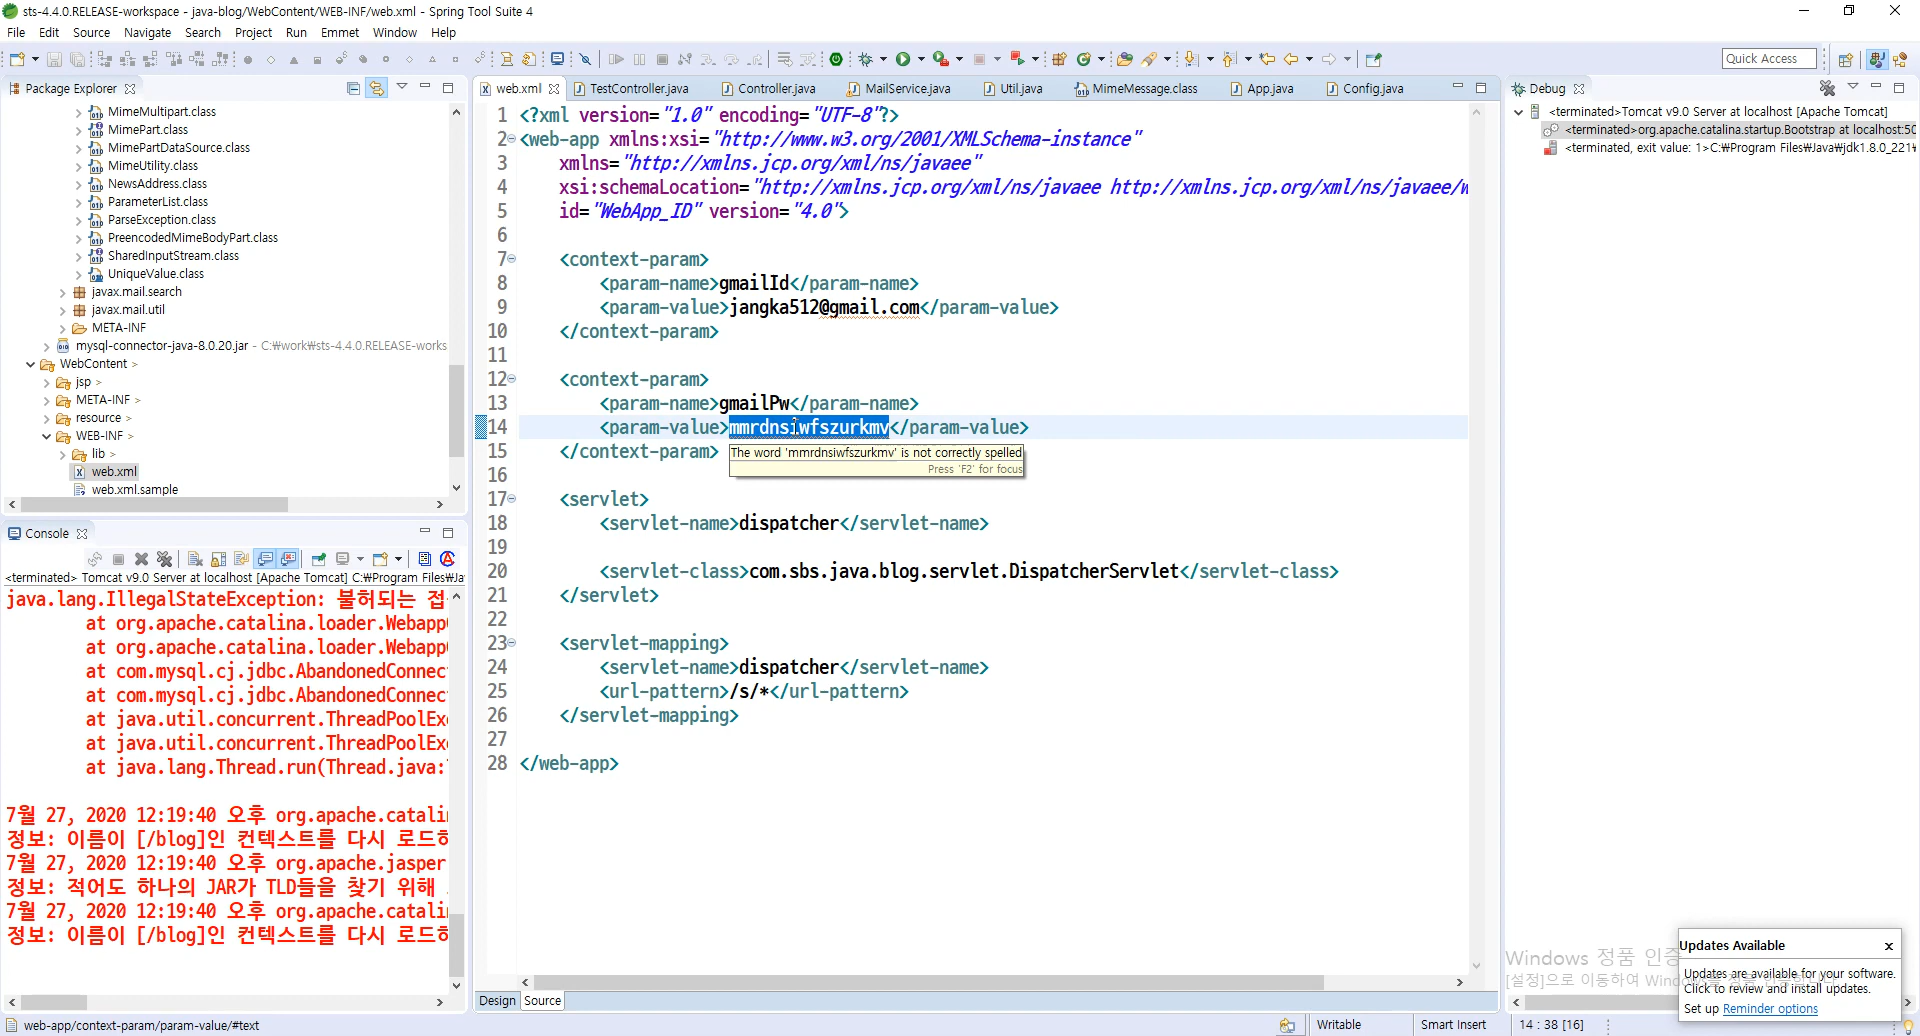 sts-4.4.0.RELEASE-workspace - java-blog/WebContent/WEB-INF/web.xml - Spring Tool Suite 4
File Edit Source Navigate Search Project Run Emmet Window Help
Quick Access
Package Explorer
MimeMultipart.class
MimePart.class
MimePartDataSource.class
MimeUtility.class
NewsAddress.class
ParameterList.class
ParseException.class
PreencodedMimeBodyPart.class
SharedInputStream.class
UniqueValue.class
javax.mail.search
javax.mail.util
META-INF
mysql-connector-java-8.0.20.jar - C:₩work₩sts-4.4.0.RELEASE-works
WebContent >
jsp >
META-INF >
resource >
WEB-INF >
lib >
web.xml
web.xml.sample
Console
<terminated> Tomcat v9.0 Server at localhost [Apache Tomcat] C:₩Program Files₩Ja
java.lang.IllegalStateException: 불허되는 접
at org.apache.catalina.loader.Webapp
at org.apache.catalina.loader.Webapp
at com.mysql.cj.jdbc.AbandonedConnec
at com.mysql.cj.jdbc.AbandonedConnec
at java.util.concurrent.ThreadPoolEx
at java.util.concurrent.ThreadPoolEx
at java.lang.Thread.run(Thread.java:
7월 27, 2020 12:19:40 오후 org.apache.catali
정보: 이름이 [/blog]인 컨텍스트를 다시 로드하
7월 27, 2020 12:19:40 오후 org.apache.jasper
정보: 적어도 하나의 JAR가 TLD들을 찾기 위해
7월 27, 2020 12:19:40 오후 org.apache.catali
정보: 이름이 [/blog]인 컨텍스트를 다시 로드하
web.xml TestController.java Controller.java MailService.java Util.java MimeMessage.class App.java Config.java
1 <?xml version="1.0" encoding="UTF-8"?>
2 <web-app xmlns:xsi="http://www.w3.org/2001/XMLSchema-instance"
3 xmlns="http://xmlns.jcp.org/xml/ns/javaee"
4 xsi:schemaLocation="http://xmlns.jcp.org/xml/ns/javaee http://xmlns.jcp.org/xml/ns/javaee/w
5 id="WebApp_ID" version="4.0">
6
7 <context-param>
8 <param-name>gmailId</param-name>
9 <param-value>jangka512@gmail.com</param-value>
10 </context-param>
11
12 <context-param>
13 <param-name>gmailPw</param-name>
14 <param-value>mmrdnsiwfszurkmv</param-value>
15 </context-param>
The word 'mmrdnsiwfszurkmv' is not correctly spelled
Press 'F2' for focus
16
17 <servlet>
18 <servlet-name>dispatcher</servlet-name>
19
20 <servlet-class>com.sbs.java.blog.servlet.DispatcherServlet</servlet-class>
21 </servlet>
22
23 <servlet-mapping>
24 <servlet-name>dispatcher</servlet-name>
25 <url-pattern>/s/*</url-pattern>
26 </servlet-mapping>
27
28 </web-app>
Design Source
Debug
<terminated>Tomcat v9.0 Server at localhost [Apache Tomcat]
<terminated>org.apache.catalina.startup.Bootstrap at localhost:50
<terminated, exit value: 1>C:₩Program Files₩Java₩jdk1.8.0_221₩
Windows 정품 인증
[설정]으로 이동하여 Wind
Updates Available
Updates are available for your software.
Click to review and install updates.
Set up Reminder options
web-app/context-param/param-value/#text
Writable Smart Insert 14 : 38 [16]